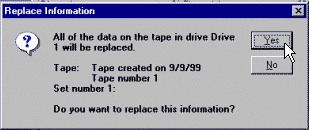 Replace Information
All of the data on the tape in drive Drive
1 will be replaced.
Yes
Tape: Tape created on 9/9/99
Tape number 1
No
Set number 1:
Do you want to replace this information?